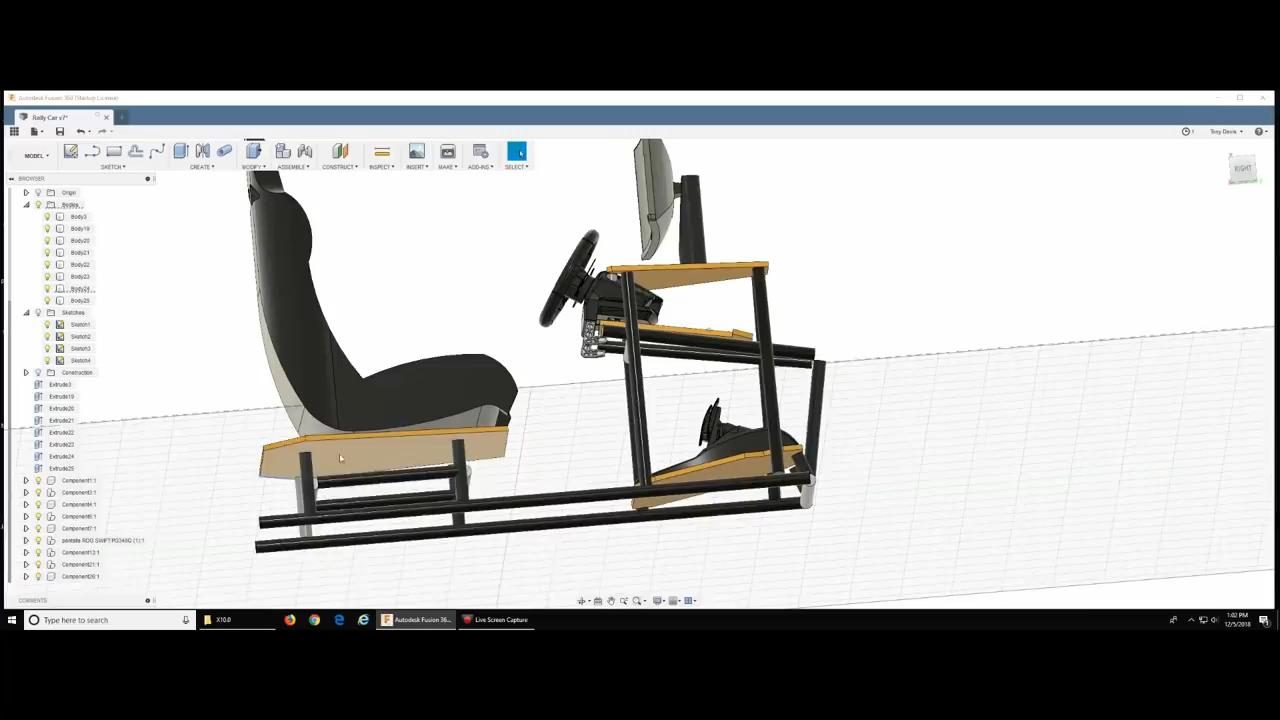 Autodesk Fusion 360 (Startup License)
Rally Car v7*
1
Tony Davis
MODEL
SKETCH
CREATE
MODIFY
ASSEMBLE
CONSTRUCT
INSPECT
INSERT
MAKE
ADD-INS
SELECT
RIGHT
BROWSER
Origin
Bodies
Body3
Body19
Body20
Body21
Body22
Body23
Body24
Body25
Sketches
Sketch1
Sketch2
Sketch3
Sketch4
Construction
Extrude3
Extrude19
Extrude20
Extrude21
Extrude22
Extrude23
Extrude24
Extrude25
Component1:1
Component3:1
Component4:1
Component7:1
Component13:1
Component21:1
Component26:1
COMMENTS
Type here to search
X10.0
Autodesk Fusion 36...
Live Screen Capture
1:02 PM
12/5/2018